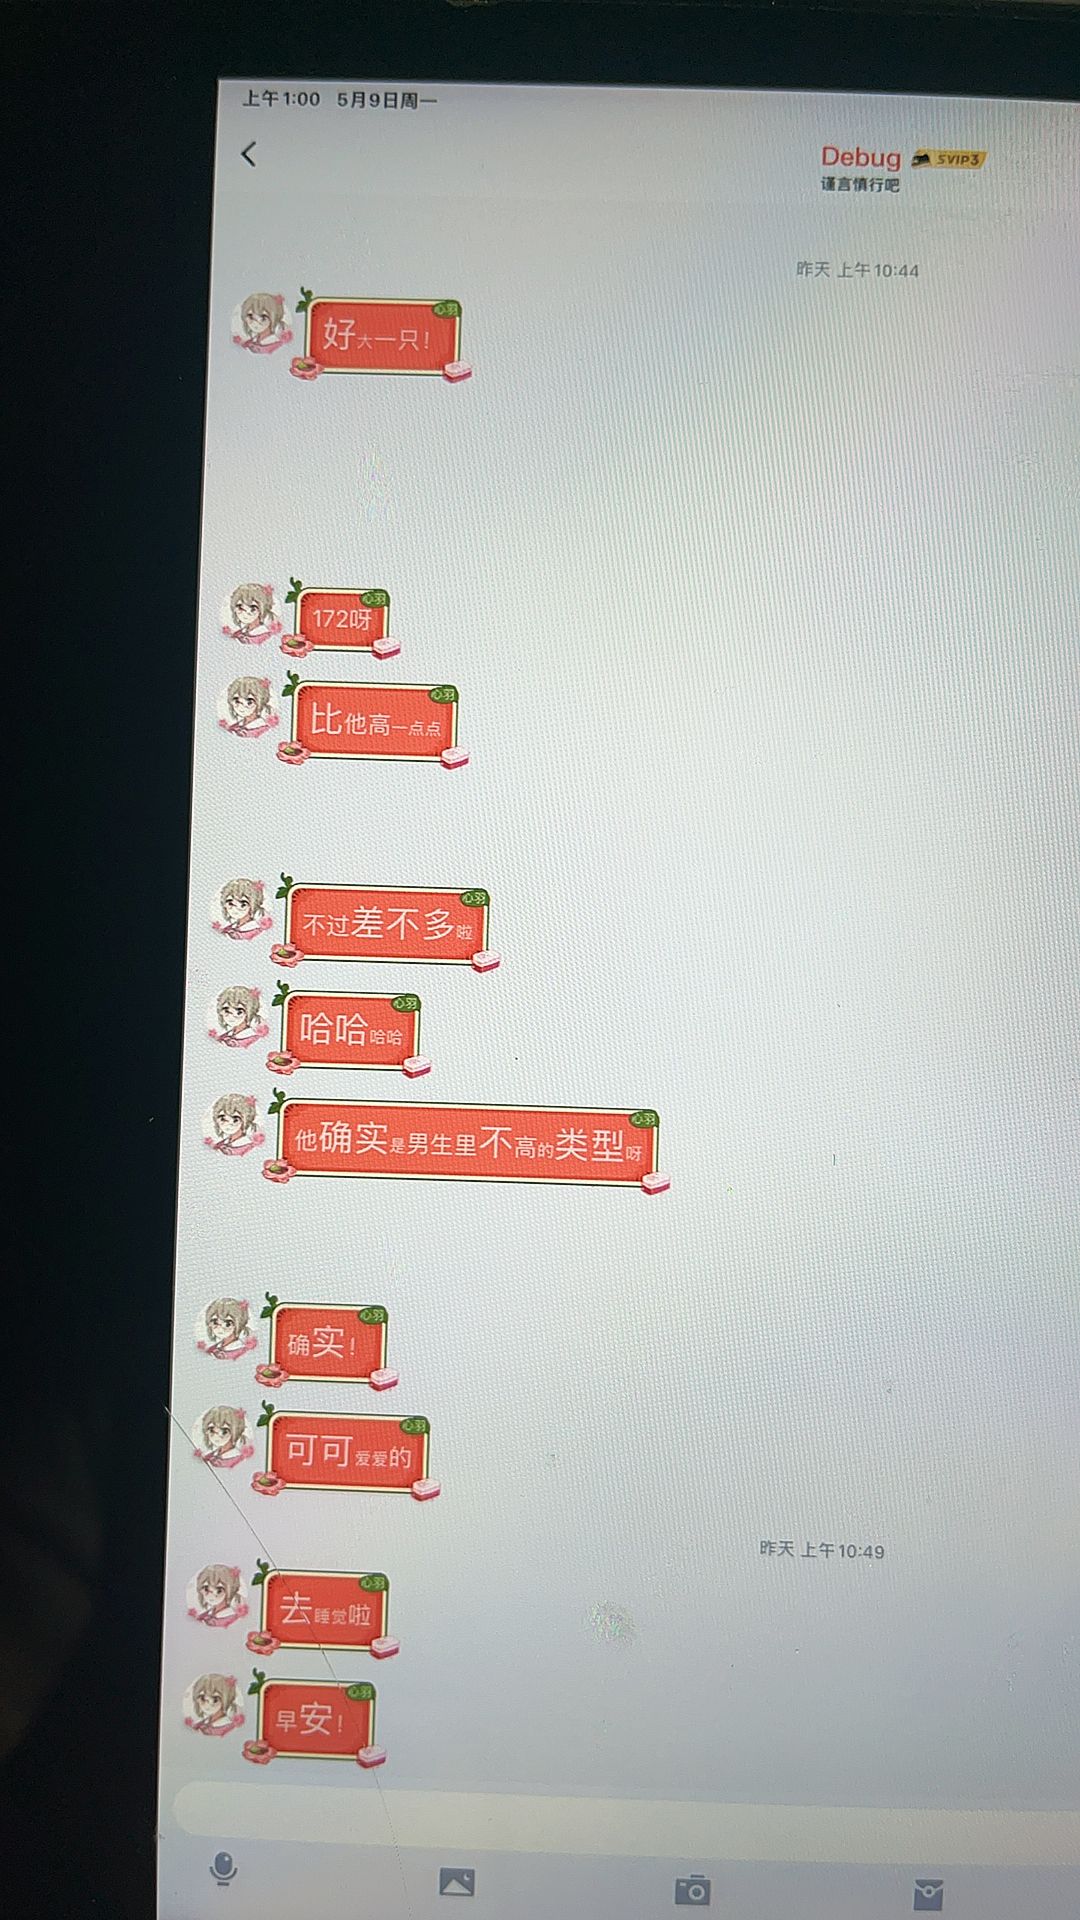 上午1:00 5月9日周一
Debug SVIP3
谨言慎行吧
昨天 上午10:44
心羽
好大一只！
心羽
172呀
心羽
比他高一点点
心羽
不过差不多啦
心羽
哈哈哈哈
心羽
他确实是男生里不高的类型呀
心羽
确实！
心羽
可可爱爱的
昨天 上午10:49
心羽
去睡觉啦
心羽
早安！